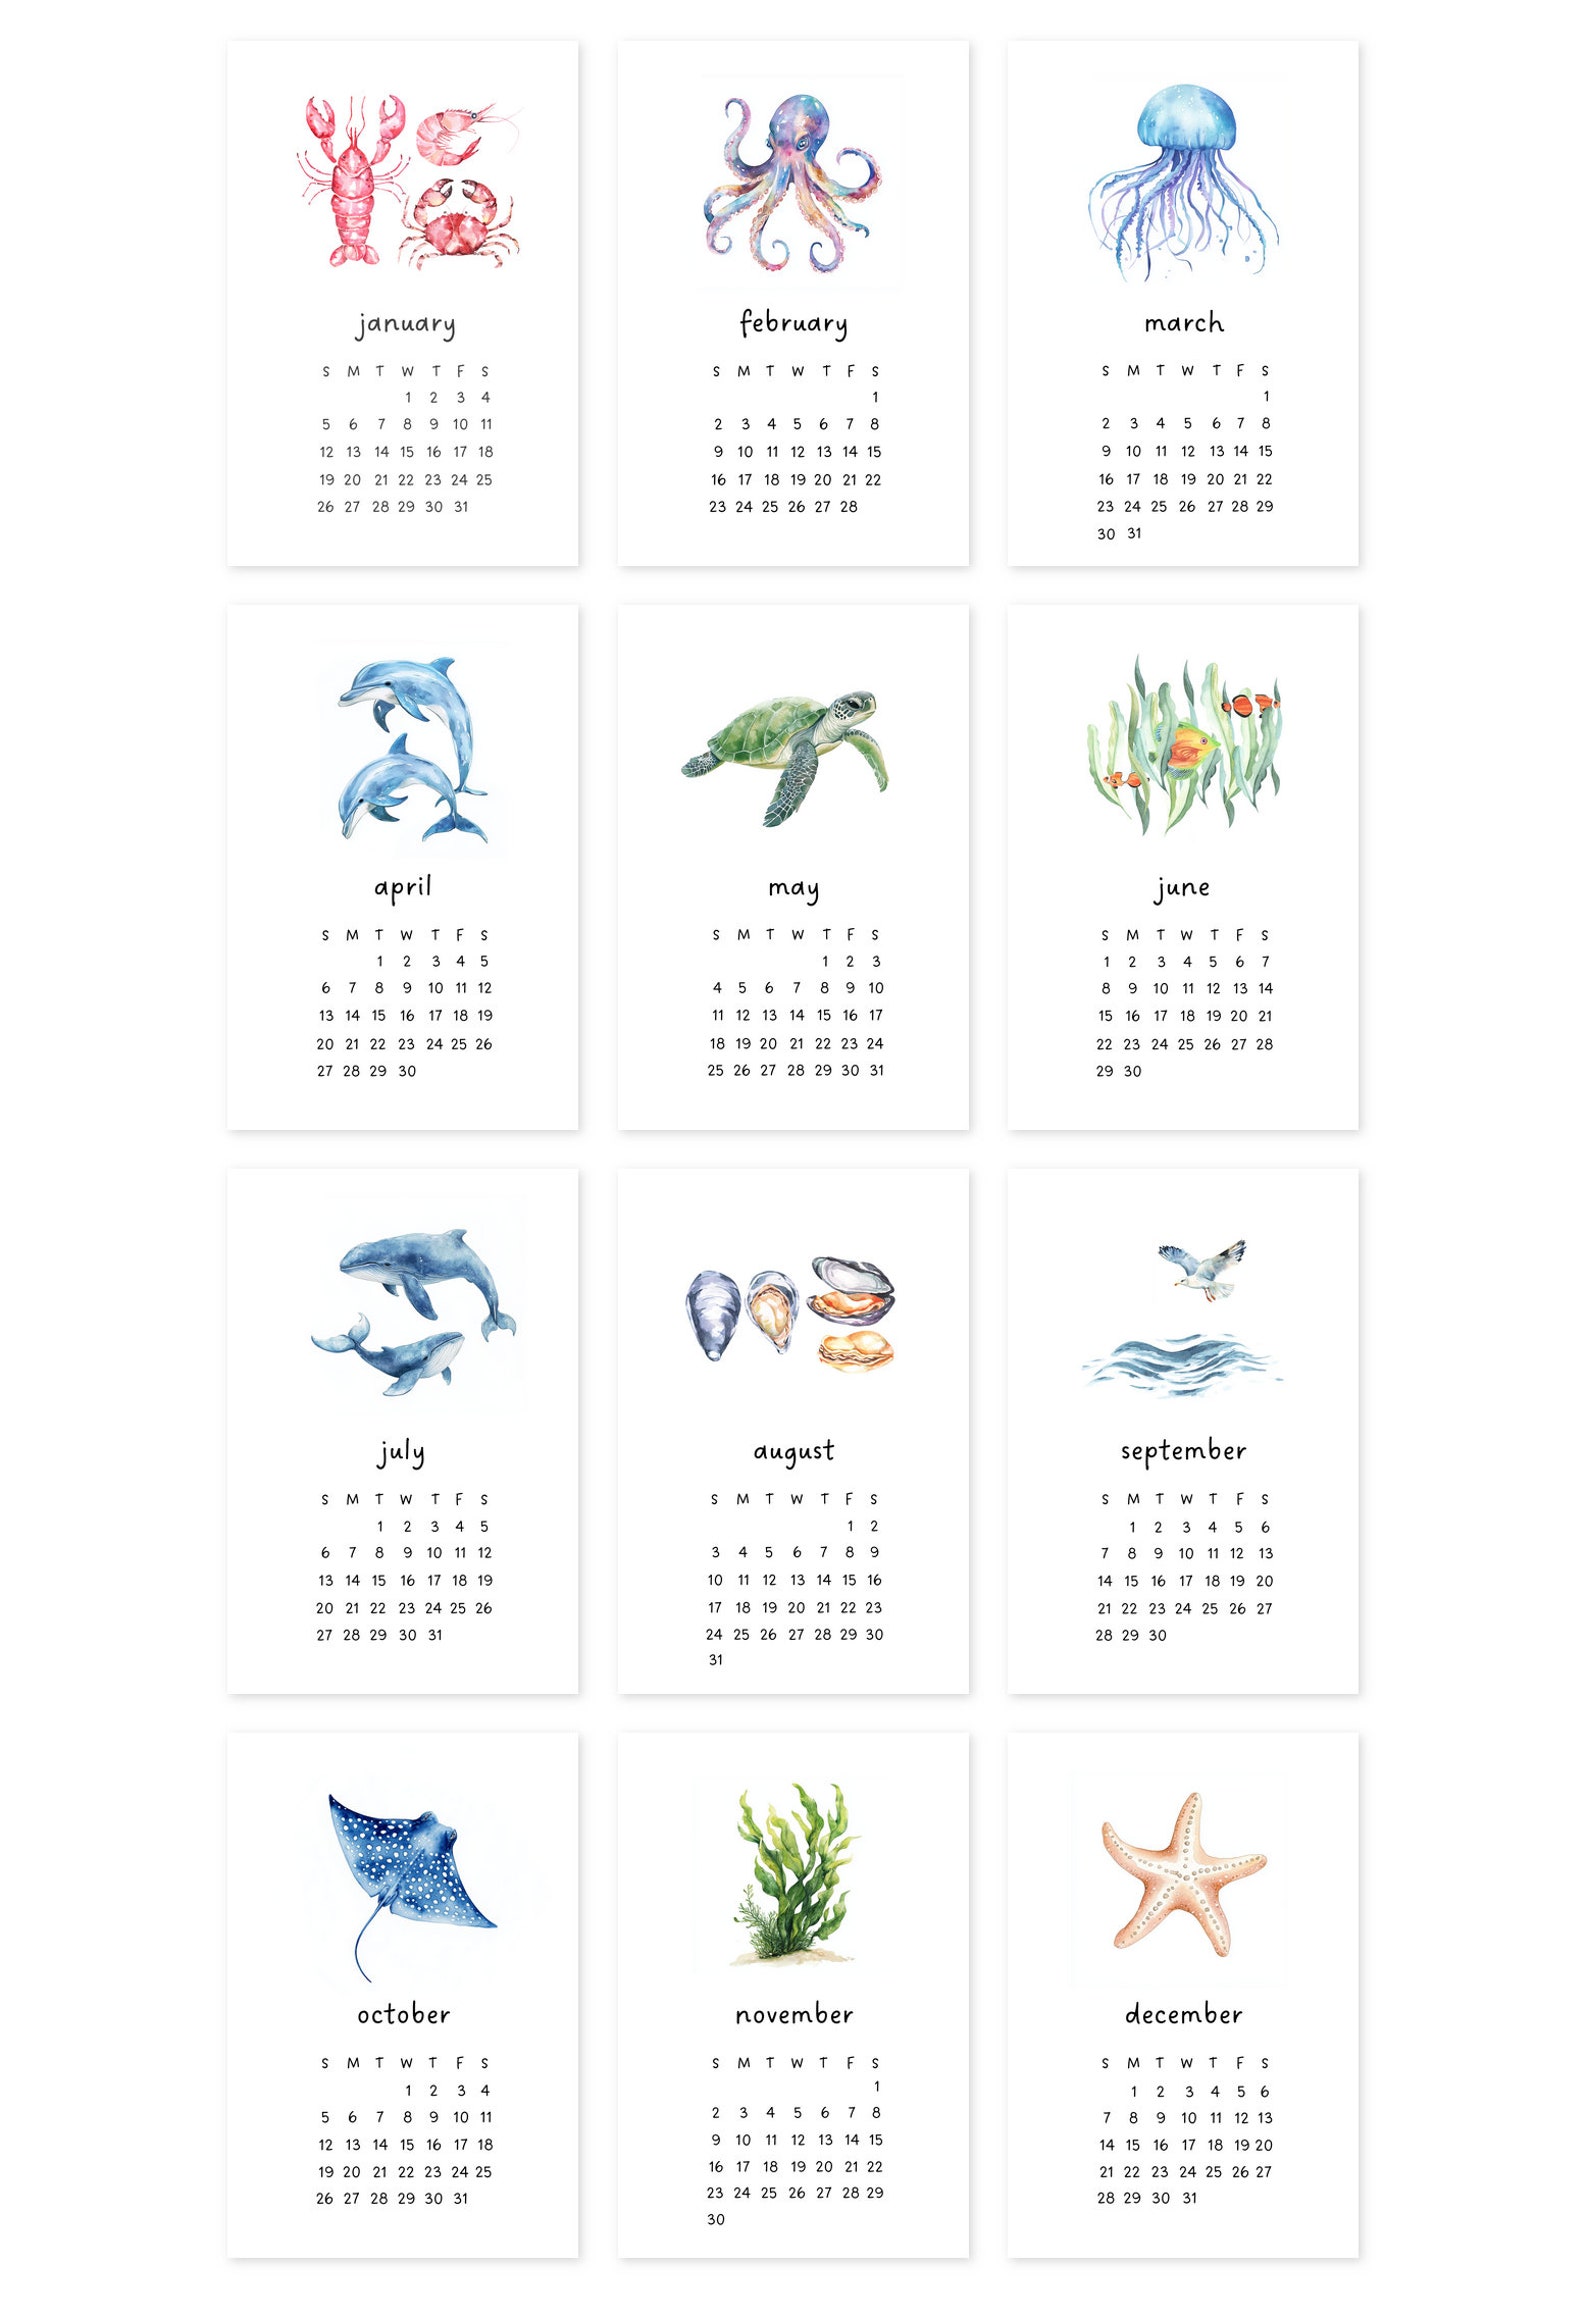 january
S M T W T F S
1 2 3 4
5 6 7 8 9 10 11
12 13 14 15 16 17 18
19 20 21 22 23 24 25
26 27 28 29 30 31
february
S M T W T F S
1
2 3 4 5 6 7 8
9 10 11 12 13 14 15
16 17 18 19 20 21 22
23 24 25 26 27 28
march
S M T W T F S
1
2 3 4 5 6 7 8
9 10 11 12 13 14 15
16 17 18 19 20 21 22
23 24 25 26 27 28 29
30 31
april
S M T W T F S
1 2 3 4 5
6 7 8 9 10 11 12
13 14 15 16 17 18 19
20 21 22 23 24 25 26
27 28 29 30
may
S M T W T F S
1 2 3
4 5 6 7 8 9 10
11 12 13 14 15 16 17
18 19 20 21 22 23 24
25 26 27 28 29 30 31
june
S M T W T F S
1 2 3 4 5 6 7
8 9 10 11 12 13 14
15 16 17 18 19 20 21
22 23 24 25 26 27 28
29 30
july
S M T W T F S
1 2 3 4 5
6 7 8 9 10 11 12
13 14 15 16 17 18 19
20 21 22 23 24 25 26
27 28 29 30 31
august
S M T W T F S
1 2
3 4 5 6 7 8 9
10 11 12 13 14 15 16
17 18 19 20 21 22 23
24 25 26 27 28 29 30
31
september
S M T W T F S
1 2 3 4 5 6
7 8 9 10 11 12 13
14 15 16 17 18 19 20
21 22 23 24 25 26 27
28 29 30
october
S M T W T F S
1 2 3 4
5 6 7 8 9 10 11
12 13 14 15 16 17 18
19 20 21 22 23 24 25
26 27 28 29 30 31
november
S M T W T F S
1
2 3 4 5 6 7 8
9 10 11 12 13 14 15
16 17 18 19 20 21 22
23 24 25 26 27 28 29
30
december
S M T W T F S
1 2 3 4 5 6
7 8 9 10 11 12 13
14 15 16 17 18 19 20
21 22 23 24 25 26 27
28 29 30 31